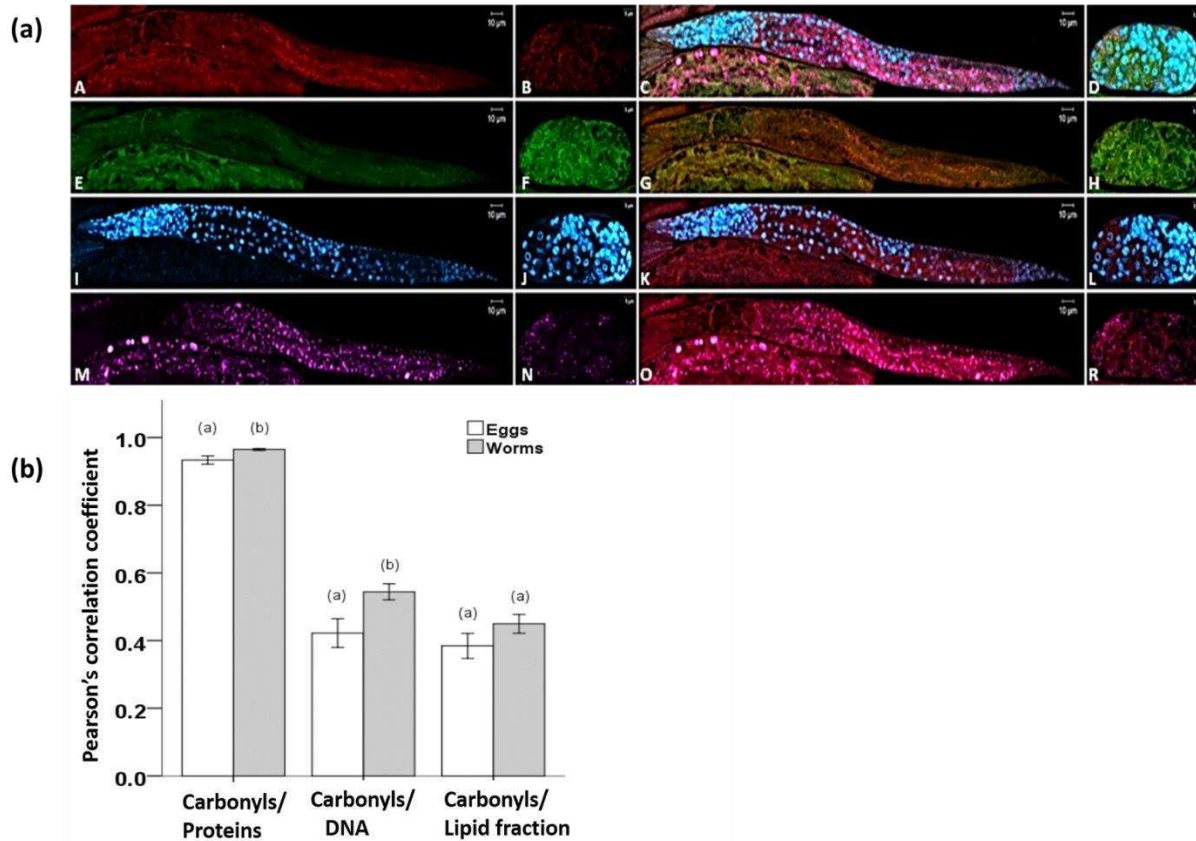 (a)
A
10 µm
B
C
10 µm
D
E
10 µm
F
G
10 µm
H
I
10 µm
J
K
10 µm
L
M
10 µm
N
O
10 µm
R
(b)
Pearson's correlation coefficient
1.0
0.8
0.6
0.4
0.2
0.0
(a) (b)
(a) (b)
(a) (a)
Eggs
Worms
Carbonyls/ Carbonyls/ Carbonyls/
Proteins DNA Lipid fraction